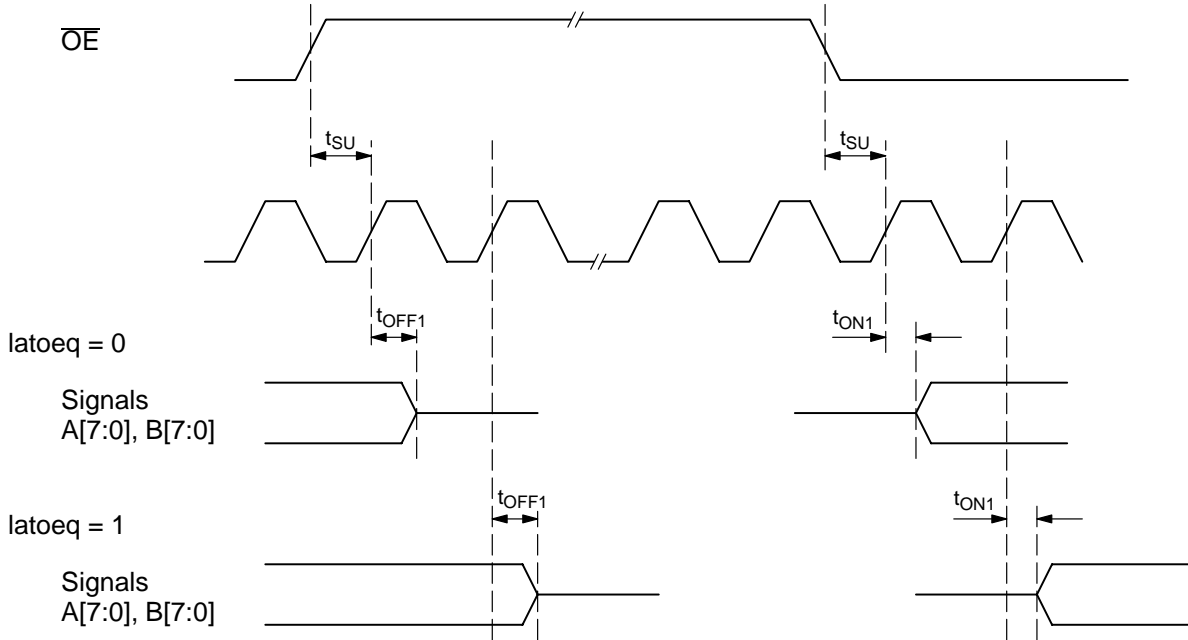 O̅E̅
tSU
tSU
tOFF1
tON1
latoeq = 0
Signals
A[7:0], B[7:0]
tOFF1
tON1
latoeq = 1
Signals
A[7:0], B[7:0]